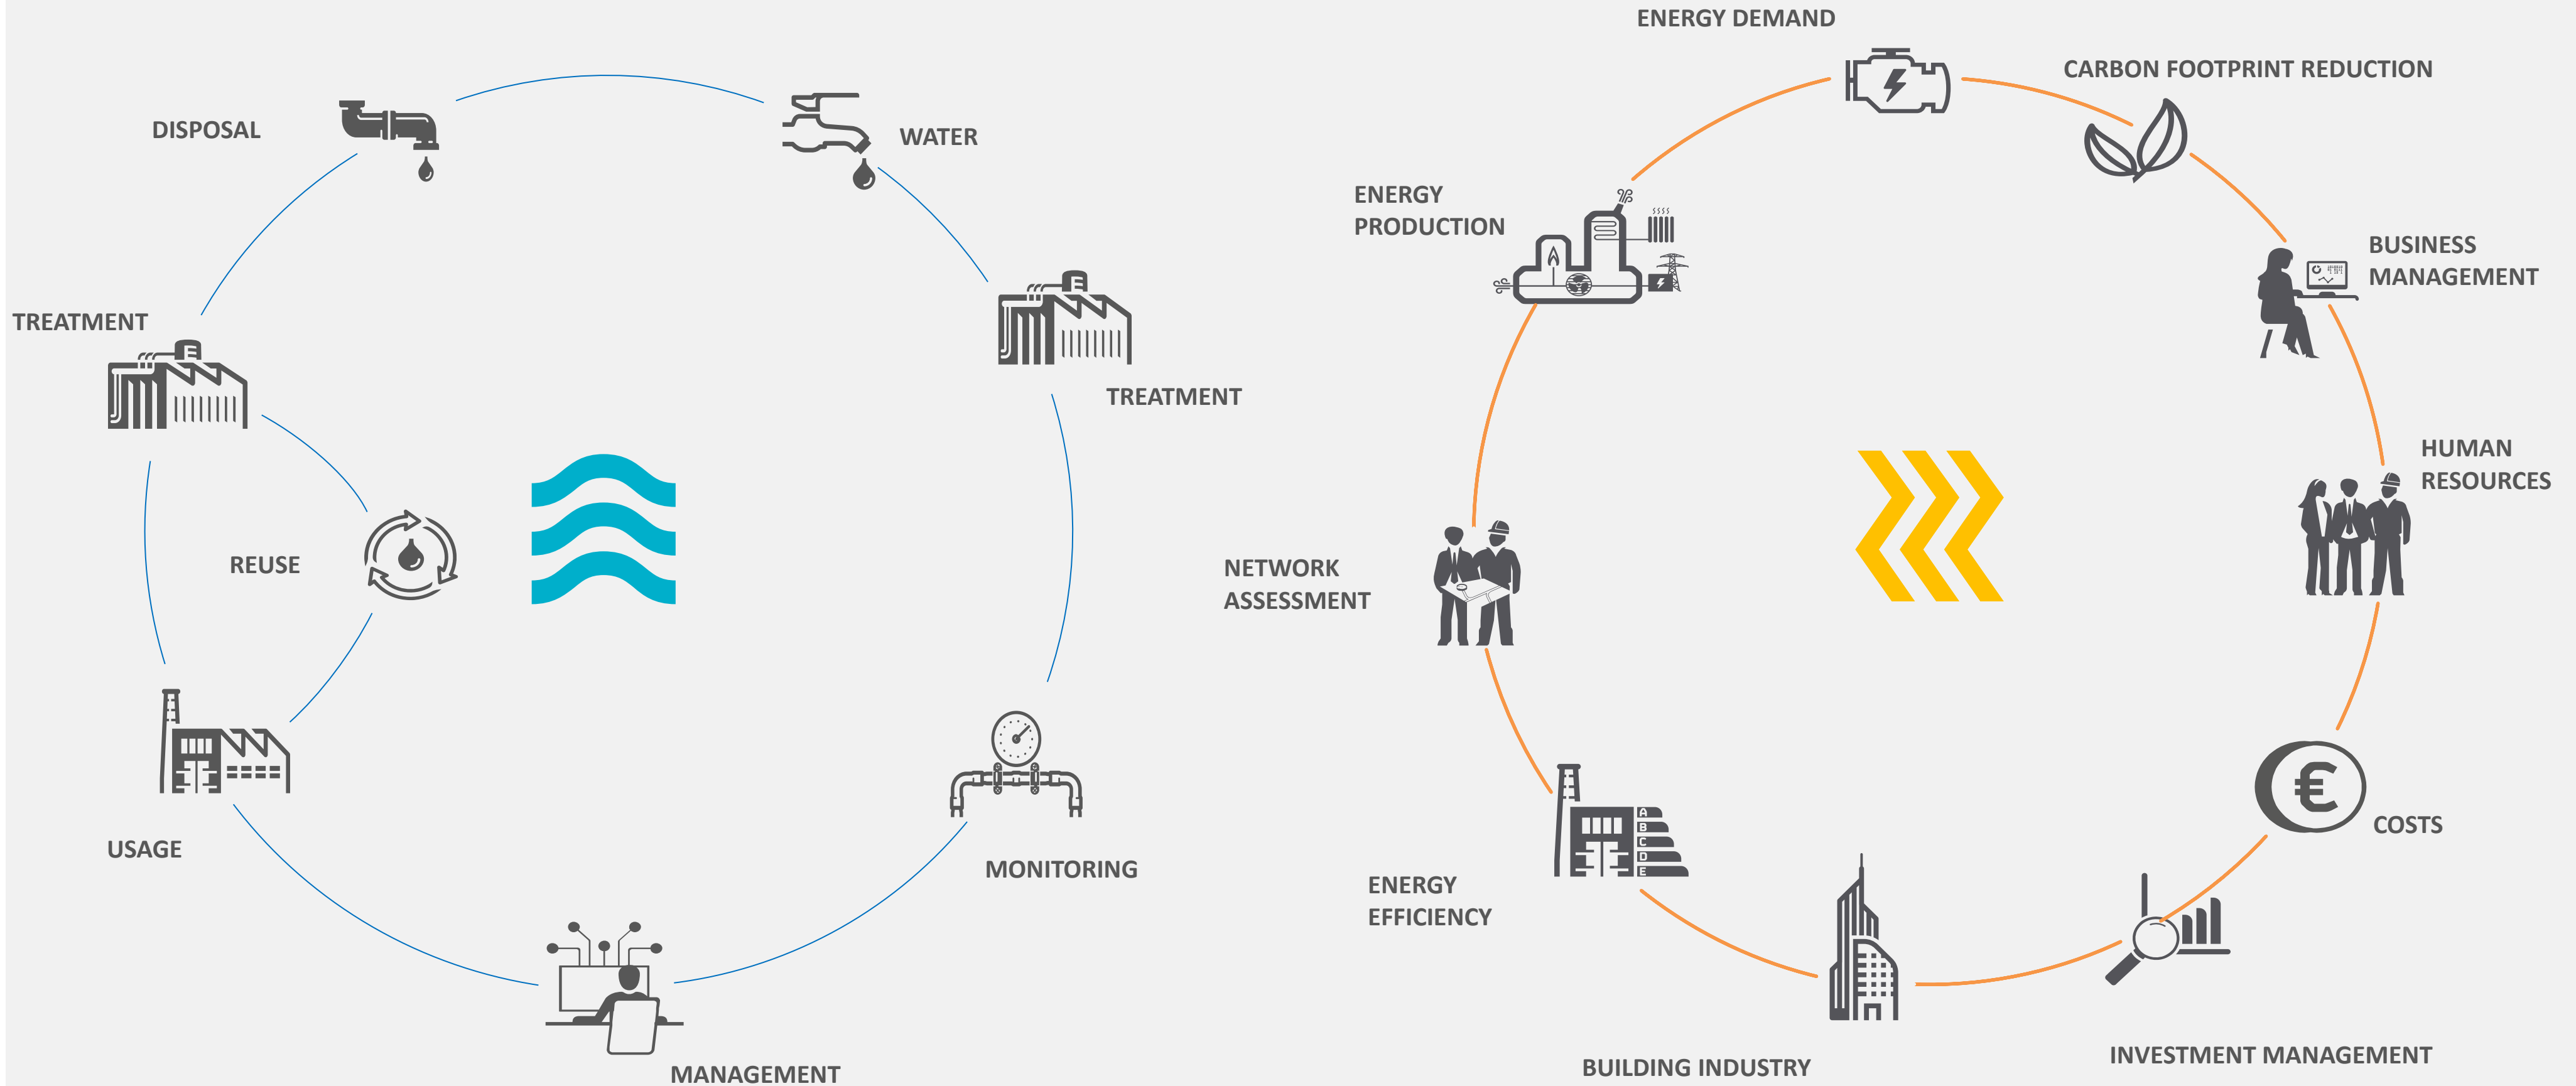 ENERGY DEMAND
CARBON FOOTPRINT REDUCTION
DISPOSAL
WATER
ENERGY
PRODUCTION
BUSINESS
MANAGEMENT
TREATMENT
E
E
TREATMENT
HUMAN
RESOURCES
REUSE
NETWORK
ASSESSMENT
USAGE
MONITORING
A
B
C
D
E
€
COSTS
ENERGY
EFFICIENCY
MANAGEMENT
BUILDING INDUSTRY
INVESTMENT MANAGEMENT